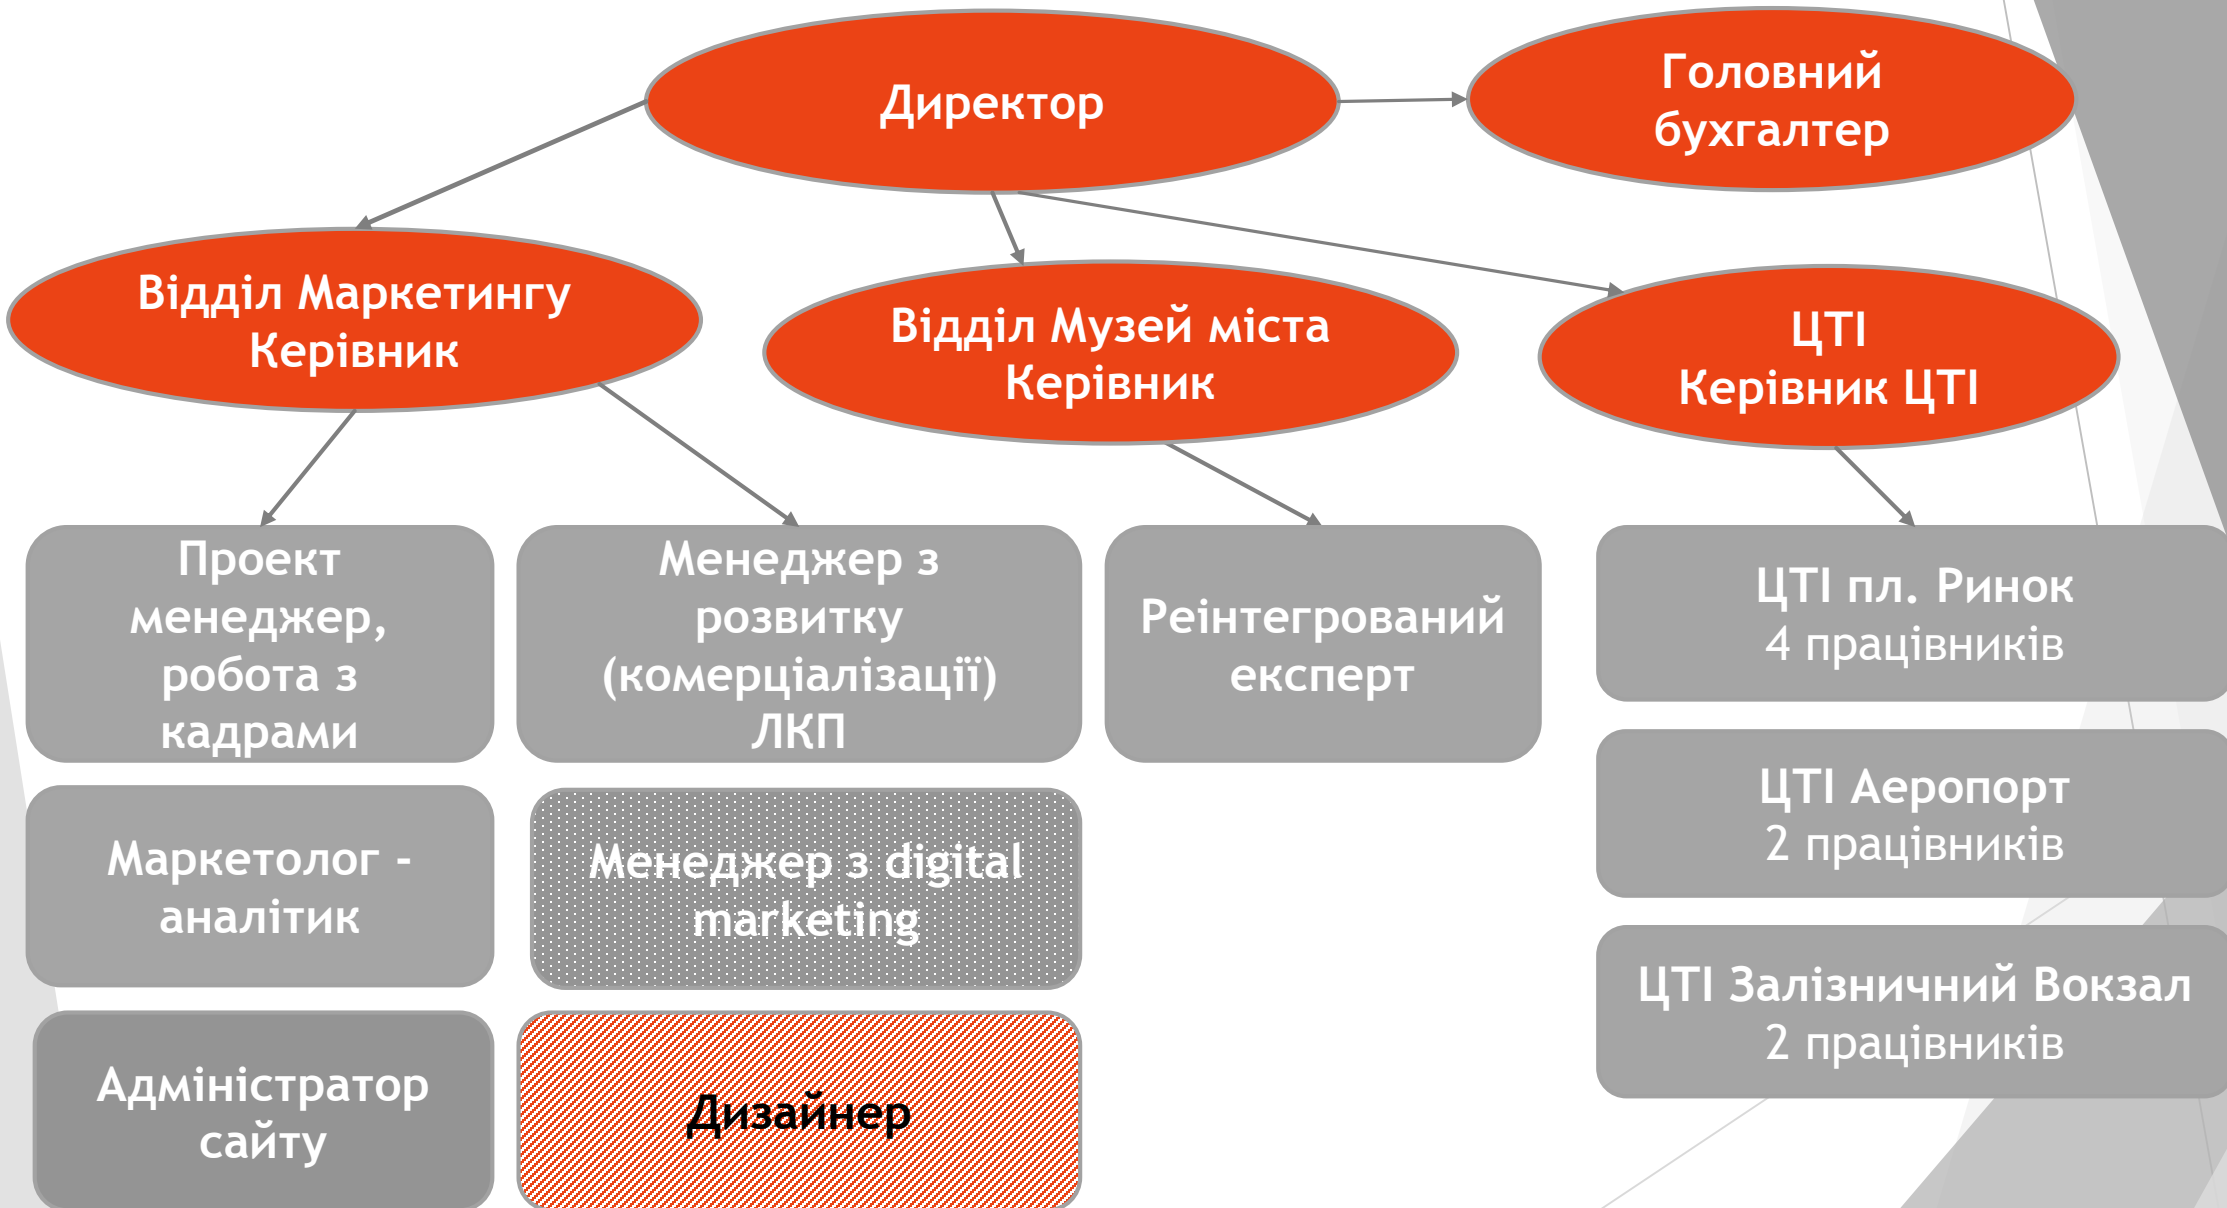 Директор
Головний
бухгалтер
Відділ Маркетингу
Керівник
Відділ Музей міста
Керівник
ЦТІ
Керівник ЦТІ
Проект
менеджер,
робота з
кадрами
Менеджер з
розвитку
(комерціалізації)
ЛКП
Реінтегрований
експерт
ЦТІ пл. Ринок
4 працівників
Маркетолог -
аналітик
Менеджер з digital
marketing
ЦТІ Аеропорт
2 працівників
Адміністратор
сайту
Дизайнер
ЦТІ Залізничний Вокзал
2 працівників